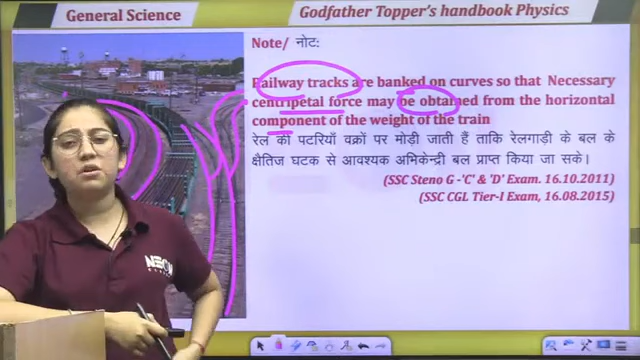 General Science
Godfather Topper's handbook Physics
Note/ नोट:
Railway tracks are banked on curves so that Necessary
centripetal force may be obtained from the horizontal
component of the weight of the train
रेल की पटरियाँ वक्रों पर मोड़ी जाती हैं ताकि रेलगाड़ी के बल के
क्षैतिज घटक से आवश्यक अभिकेन्द्री बल प्राप्त किया जा सके।
(SSC Steno G -'C' & 'D' Exam. 16.10.2011)
(SSC CGL Tier-I Exam, 16.08.2015)
NEON